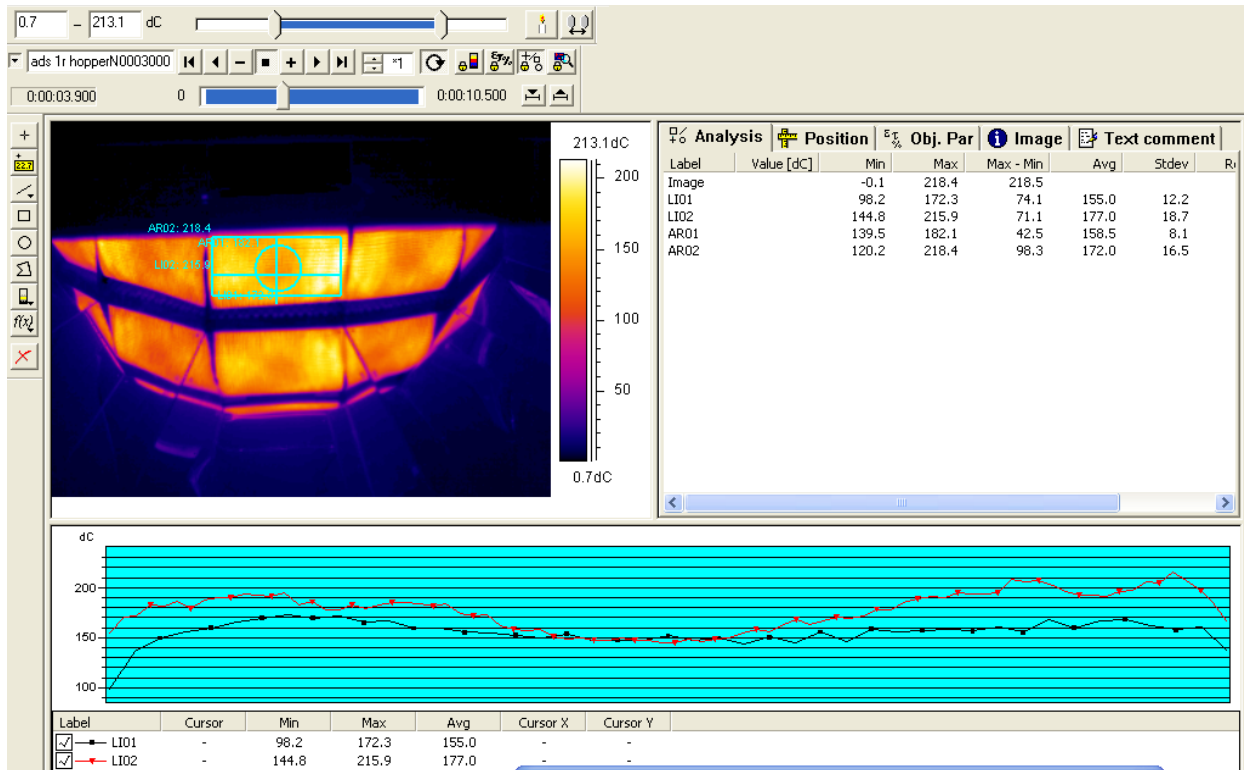 0.7 – 213.1 dC
ads 1r hopperN0003000 *1
0:00:03.900 0 0:00:10.500
22.7
f(x)
213.1dC
200
150
100
50
0.7dC
AR02: 218.4
LI02: 215.9
Analysis Position Obj. Par Image Text comment
Label Value [dC] Min Max Max - Min Avg Stdev
Image -0.1 218.4 218.5
LI01 98.2 172.3 74.1 155.0 12.2
LI02 144.8 215.9 71.1 177.0 18.7
AR01 139.5 182.1 42.5 158.5 8.1
AR02 120.2 218.4 98.3 172.0 16.5
dC
200
150
100
Label Cursor Min Max Avg Cursor X Cursor Y
LI01 - 98.2 172.3 155.0 - -
LI02 - 144.8 215.9 177.0 - -